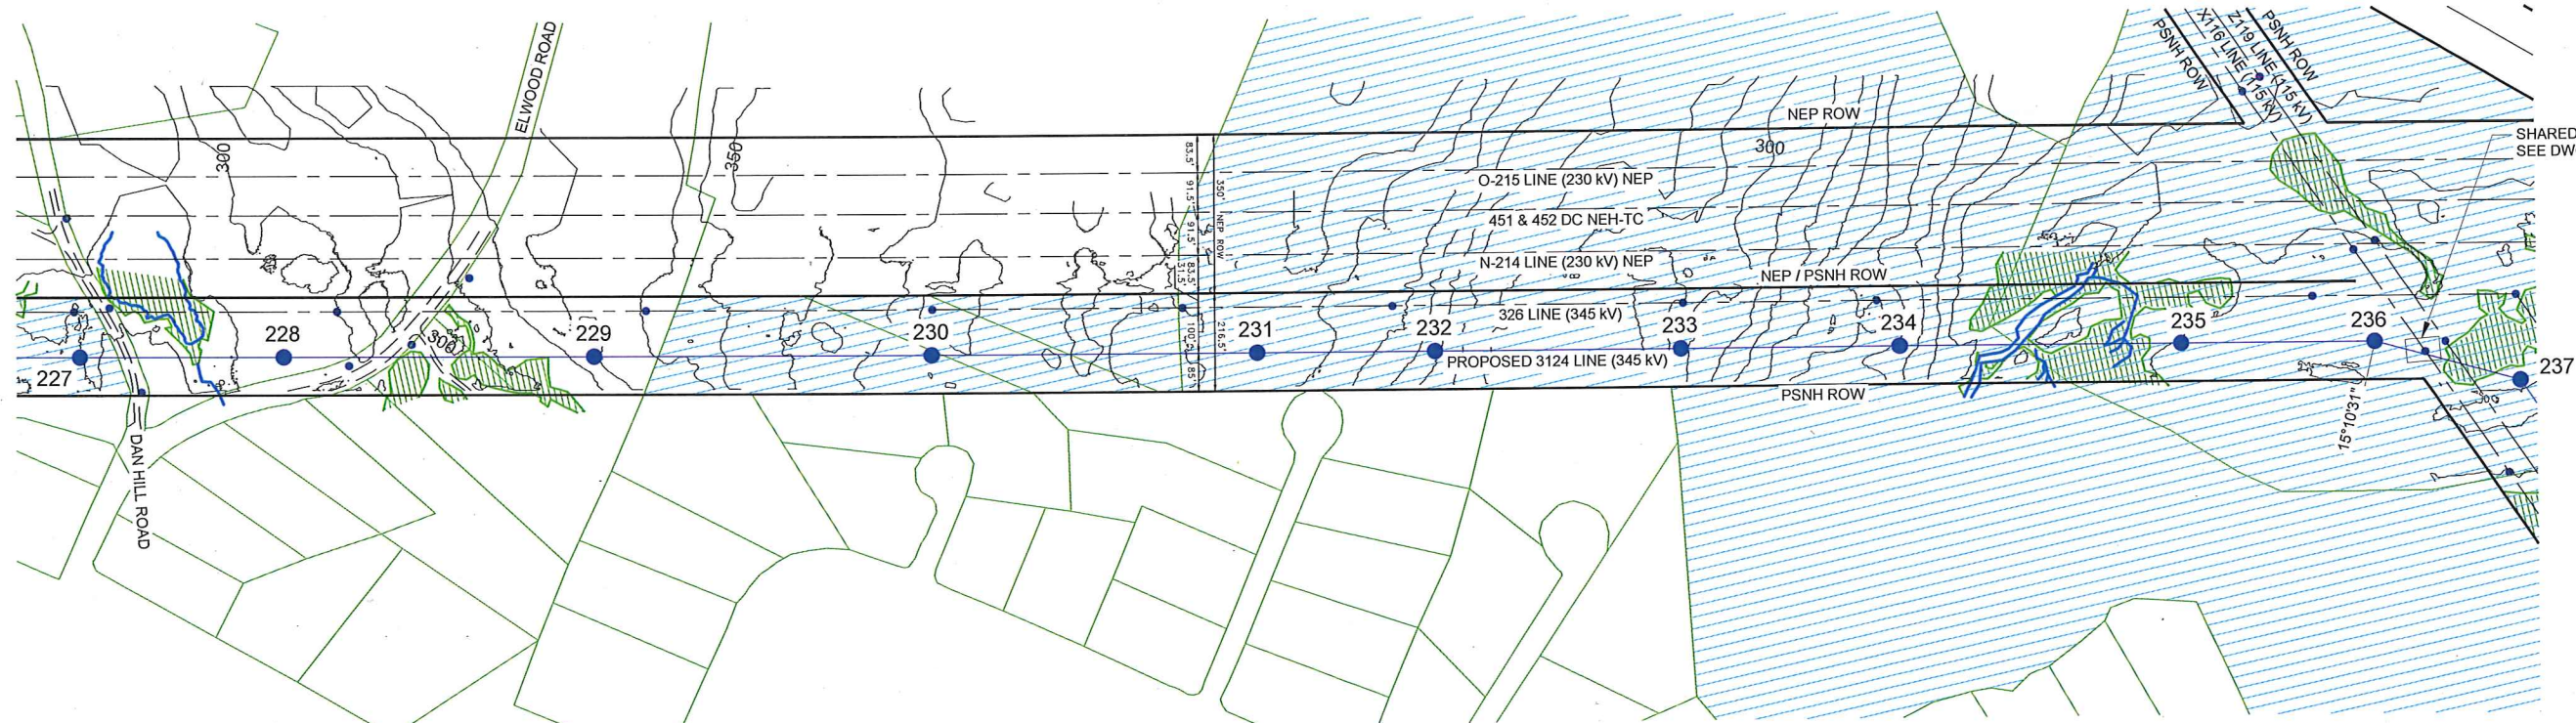 ELWOOD ROAD
PSNH ROW
X116 LINE (115 kV)
Z119 LINE (115 kV)
PSNH ROW
NEP ROW
300
350
300
SHARED
SEE DW
O-215 LINE (230 kV) NEP
451 & 452 DC NEH-TC
N-214 LINE (230 kV) NEP
NEP / PSNH ROW
326 LINE (345 kV)
83.5'
91.5'
91.5'
83.5'
31.5'
100'
85'
350' NEP ROW
216.5'
300
227
228
229
230
231
232
233
234
235
236
237
PROPOSED 3124 LINE (345 kV)
PSNH ROW
15°10'31"
DAN HILL ROAD